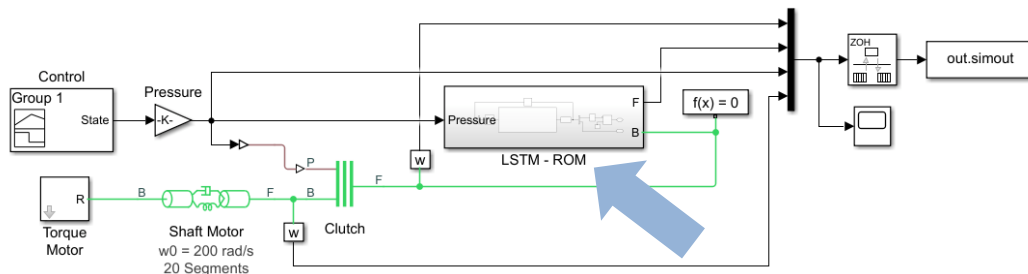 ZOH
out.simout
Control
Group 1
State
Pressure
-K-
Pressure
F
B
f(x) = 0
LSTM - ROM
w
P
F
B
Clutch
R
B
F
Torque
Motor
Shaft Motor
w0 = 200 rad/s
20 Segments
w